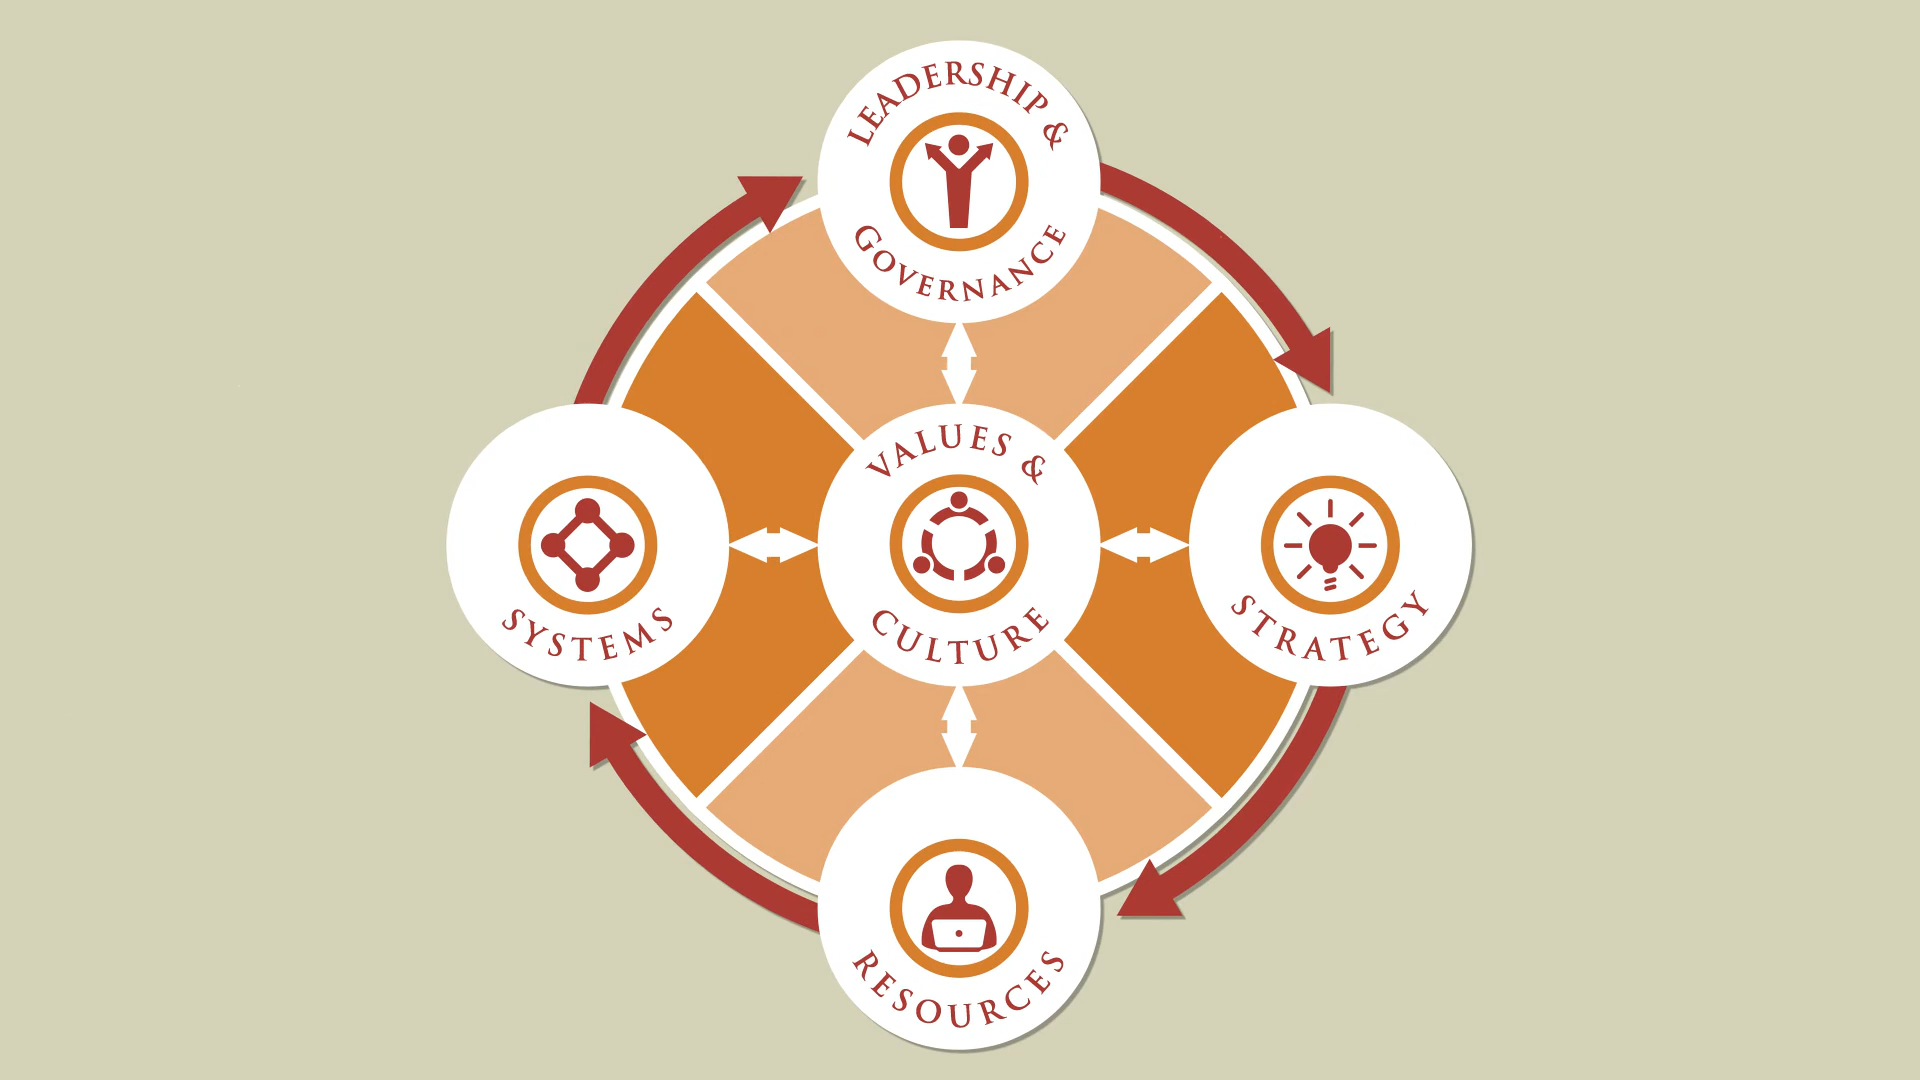 LEADERSHIP &
GOVERNANCE
VALUES &
CULTURE
SYSTEMS
STRATEGY
RESOURCES